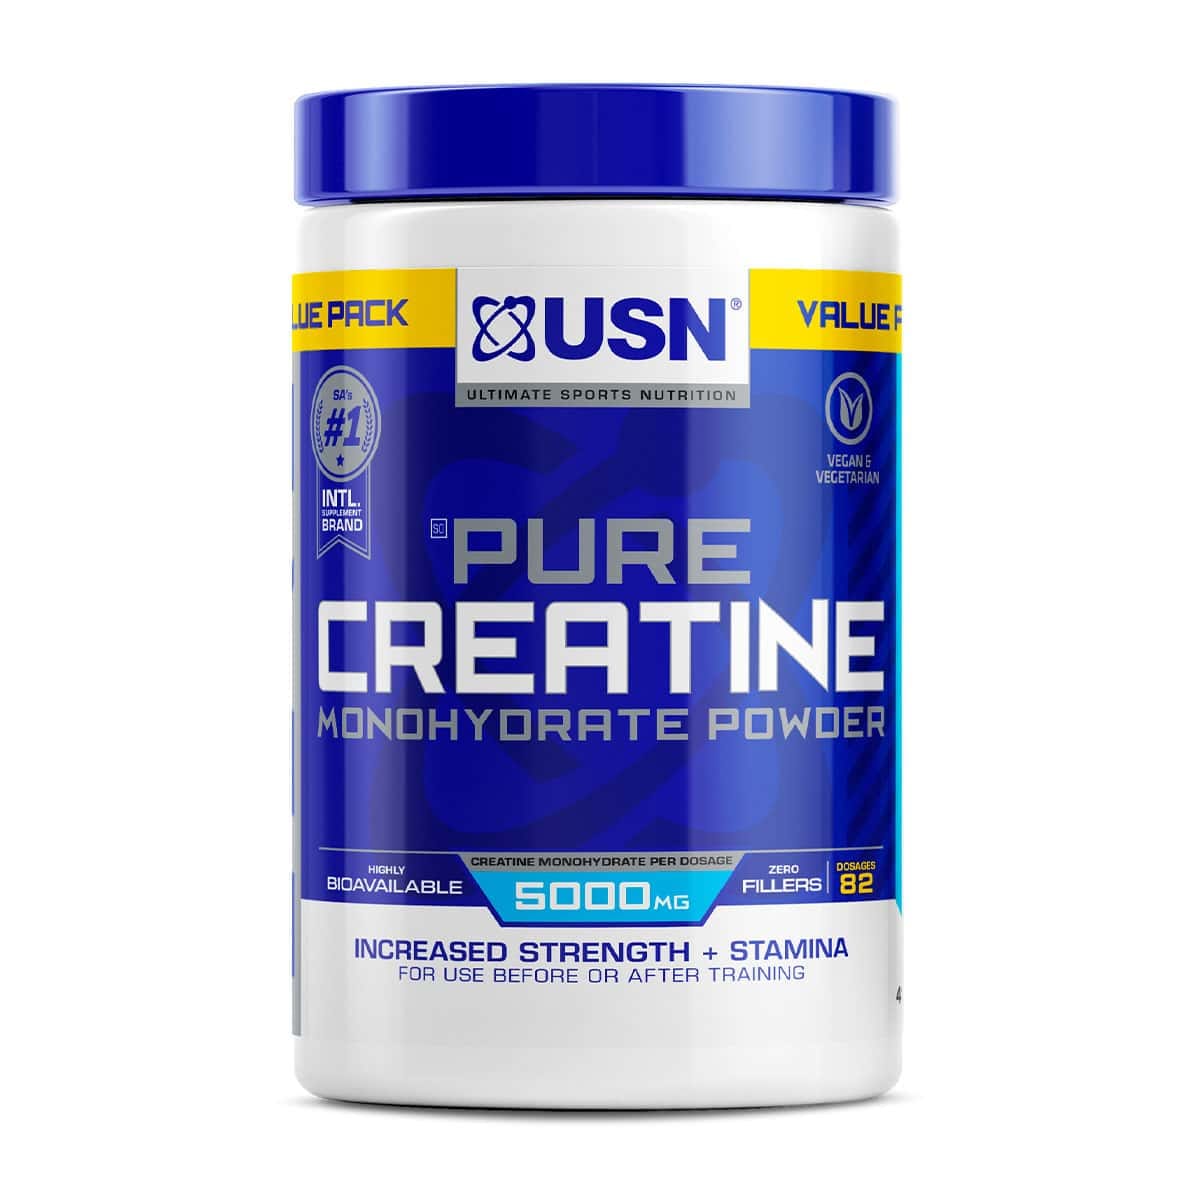 LUE PACK
USN®
VALUE P
ULTIMATE SPORTS NUTRITION
SA's
#1
INTL.
SUPPLEMENT
BRAND
VEGAN &
VEGETARIAN
SC
PURE
CREATINE
MONOHYDRATE POWDER
CREATINE MONOHYDRATE PER DOSAGE
5000MG
HIGHLY
BIOAVAILABLE
ZERO
FILLERS
DOSAGES
82
INCREASED STRENGTH + STAMINA
FOR USE BEFORE OR AFTER TRAINING
4